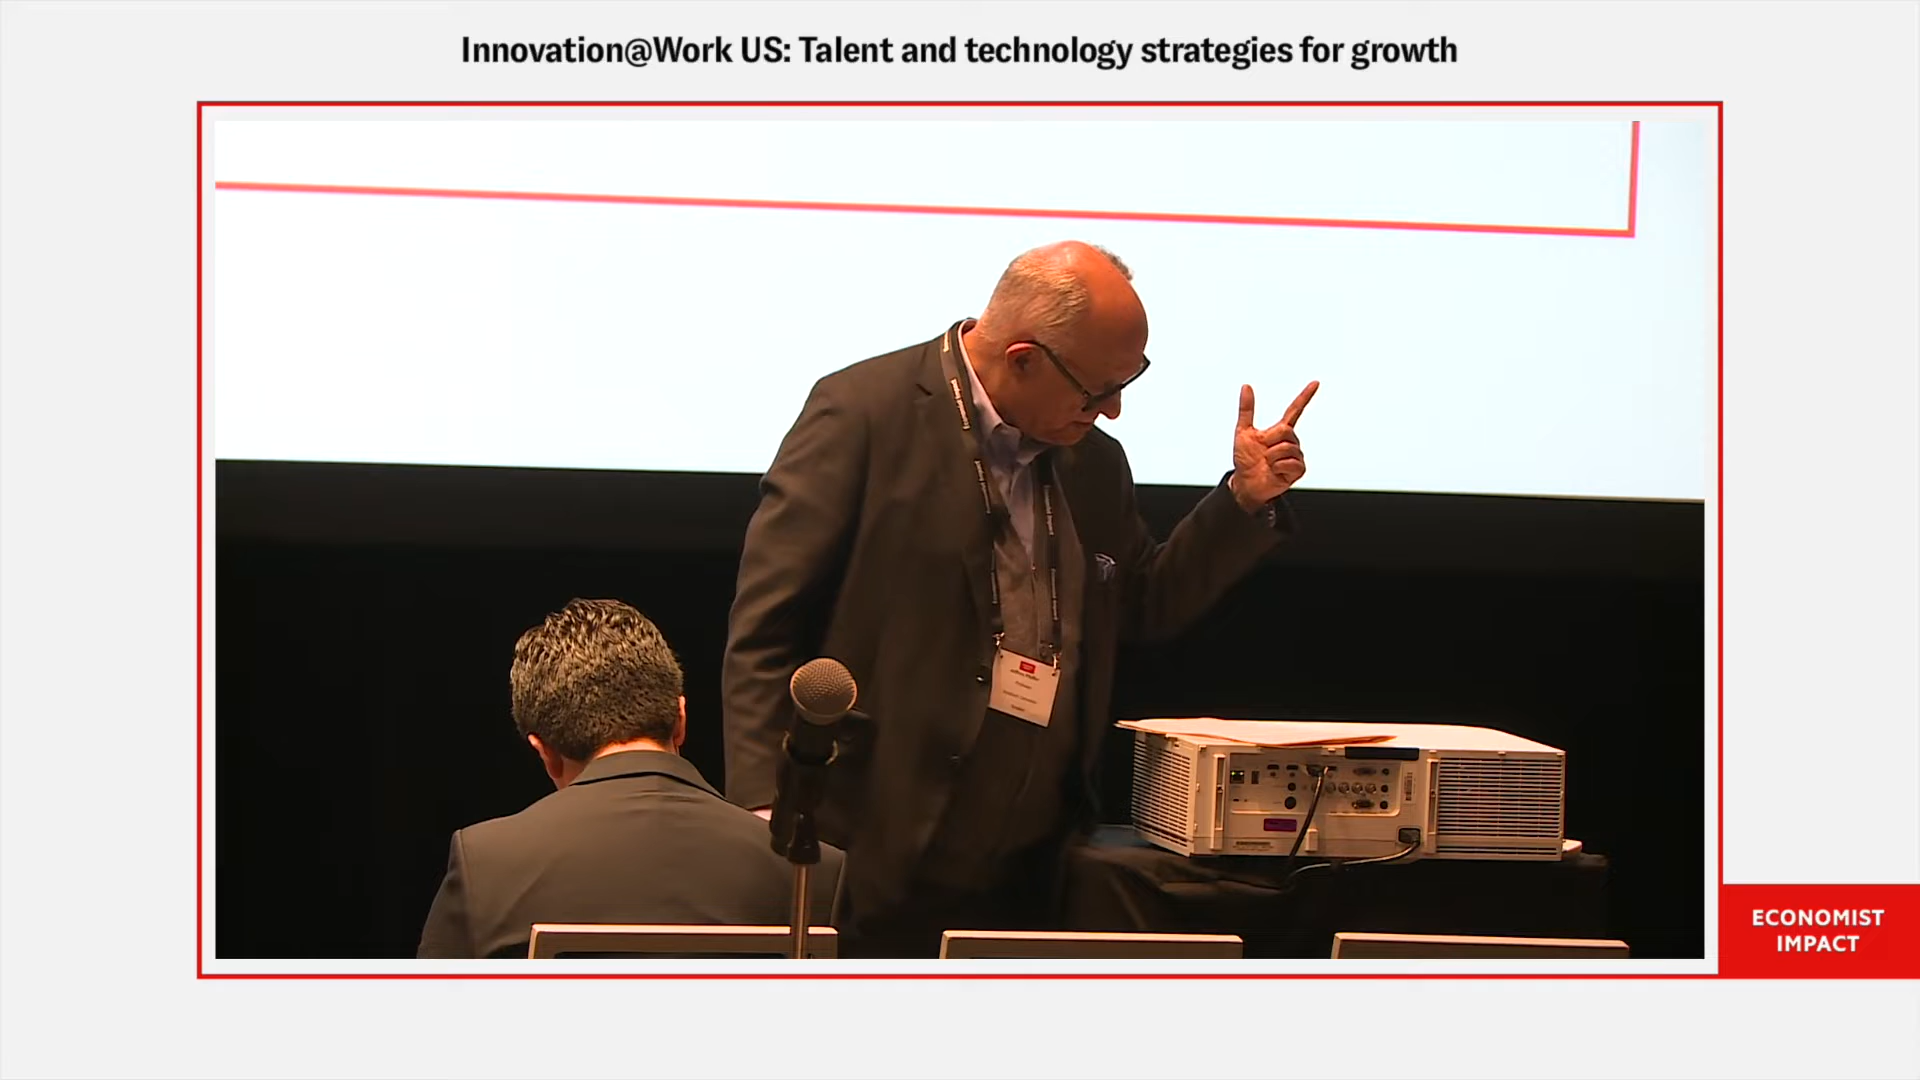 Innovation@Work US: Talent and technology strategies for growth
ECONOMIST
IMPACT